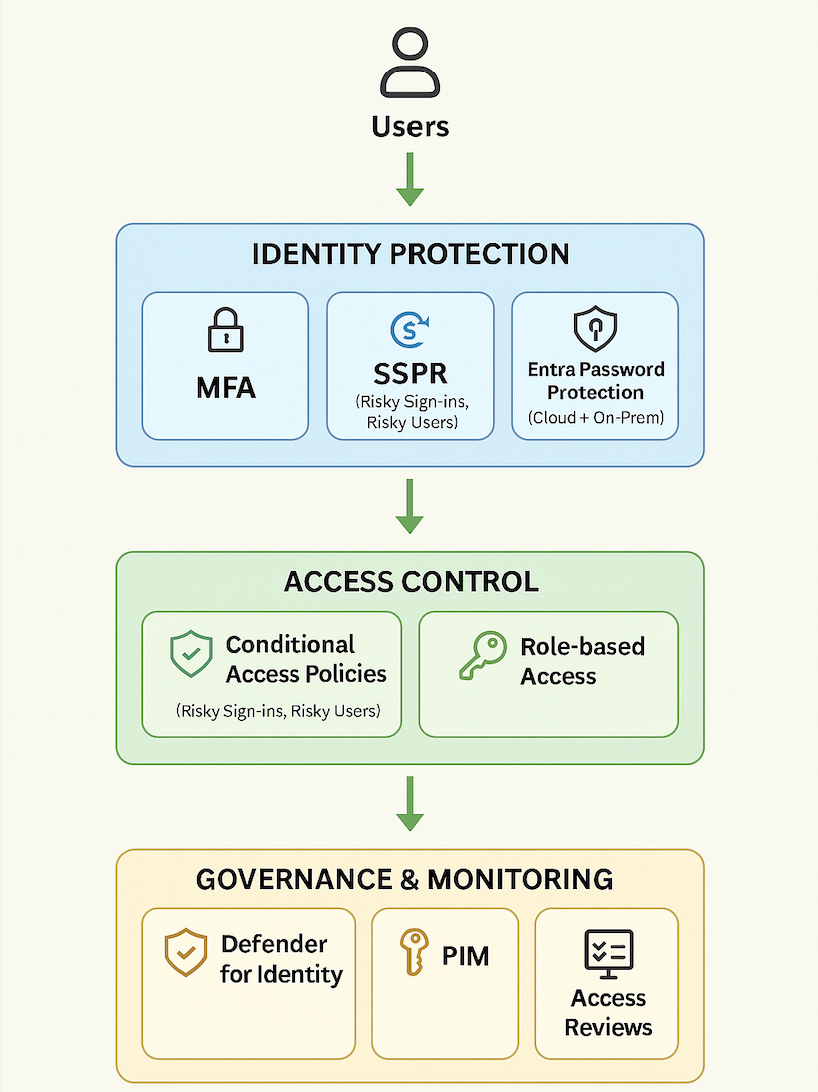 Users
IDENTITY PROTECTION
MFA
SSPR
(Risky Sign-ins,
Risky Users)
Entra Password
Protection
(Cloud + On-Prem)
ACCESS CONTROL
Conditional
Access Policies
(Risky Sign-ins, Risky Users)
Role-based
Access
GOVERNANCE & MONITORING
Defender
for Identity
PIM
Access
Reviews